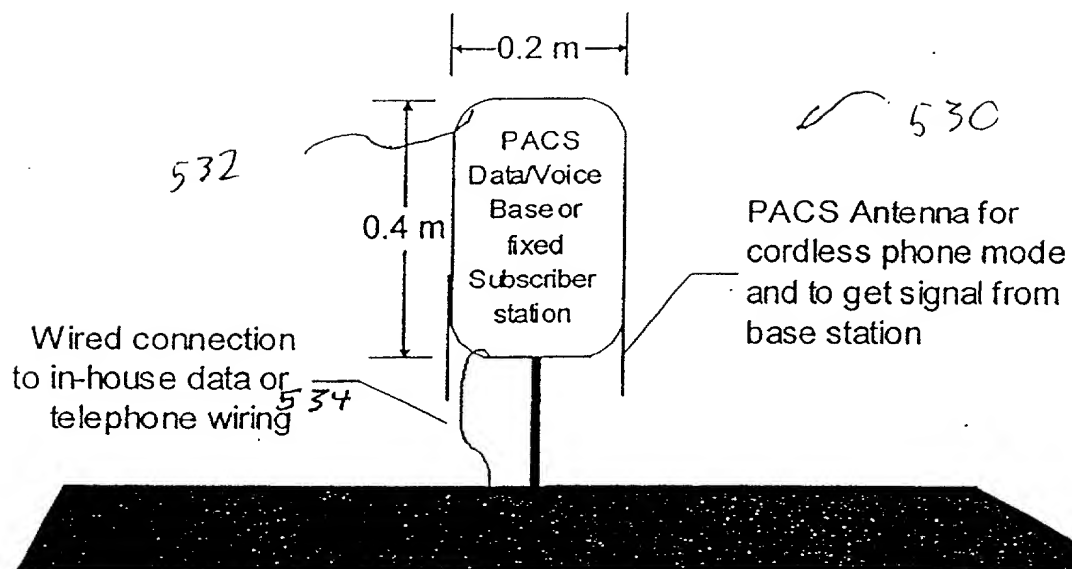 0.2 m
530
532
PACS
Data/Voice
Base or
fixed
Subscriber
station
0.4 m
PACS Antenna for
cordless phone mode
and to get signal from
base station
Wired connection
to in-house data or
telephone wiring
534